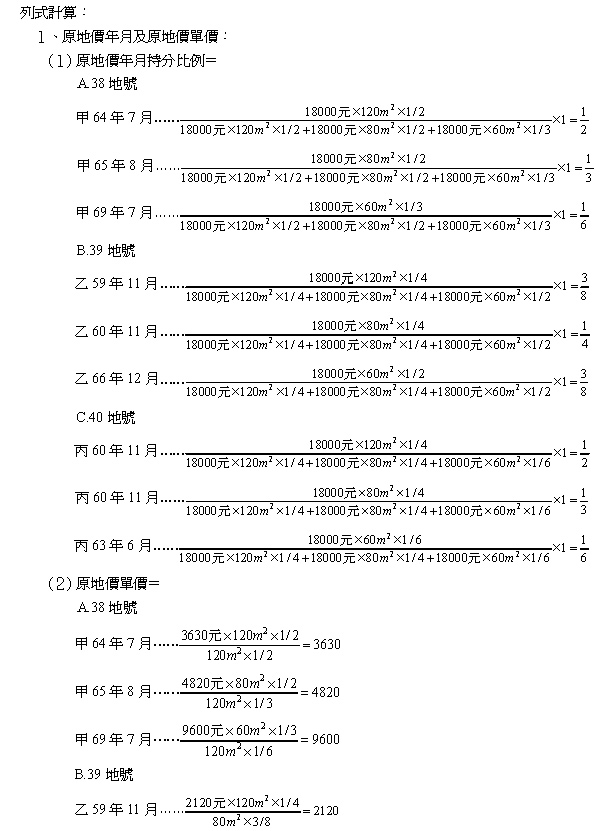 列式計算：
1、原地價年月及原地價單價：
(1)原地價年月持分比例＝
A.38 地號
甲 64 年 7 月……18000元×120m²×1/2 / 18000元×120m²×1/2+18000元×80m²×1/2+18000元×60m²×1/3 ×1=1/2
甲 65 年 8 月……18000元×80m²×1/2 / 18000元×120m²×1/2+18000元×80m²×1/2+18000元×60m²×1/3 ×1=1/3
甲 69 年 7 月……18000元×60m²×1/3 / 18000元×120m²×1/2+18000元×80m²×1/2+18000元×60m²×1/3 ×1=1/6
B.39 地號
乙 59 年 11 月……18000元×120m²×1/4 / 18000元×120m²×1/4+18000元×80m²×1/4+18000元×60m²×1/2 ×1=3/8
乙 60 年 11 月……18000元×80m²×1/4 / 18000元×120m²×1/4+18000元×80m²×1/4+18000元×60m²×1/2 ×1=1/4
乙 66 年 12 月……18000元×60m²×1/2 / 18000元×120m²×1/4+18000元×80m²×1/4+18000元×60m²×1/2 ×1=3/8
C.40 地號
丙 60 年 11 月……18000元×120m²×1/4 / 18000元×120m²×1/4+18000元×80m²×1/4+18000元×60m²×1/6 ×1=1/2
丙 60 年 11 月……18000元×80m²×1/4 / 18000元×120m²×1/4+18000元×80m²×1/4+18000元×60m²×1/6 ×1=1/3
丙 63 年 6 月……18000元×60m²×1/6 / 18000元×120m²×1/4+18000元×80m²×1/4+18000元×60m²×1/6 ×1=1/6
(2)原地價單價＝
A.38 地號
甲 64 年 7 月……3630元×120m²×1/2 / 120m²×1/2 =3630
甲 65 年 8 月……4820元×80m²×1/2 / 120m²×1/3 =4820
甲 69 年 7 月……9600元×60m²×1/3 / 120m²×1/6 =9600
B.39 地號
乙 59 年 11 月……2120元×120m²×1/4 / 80m²×3/8 =2120